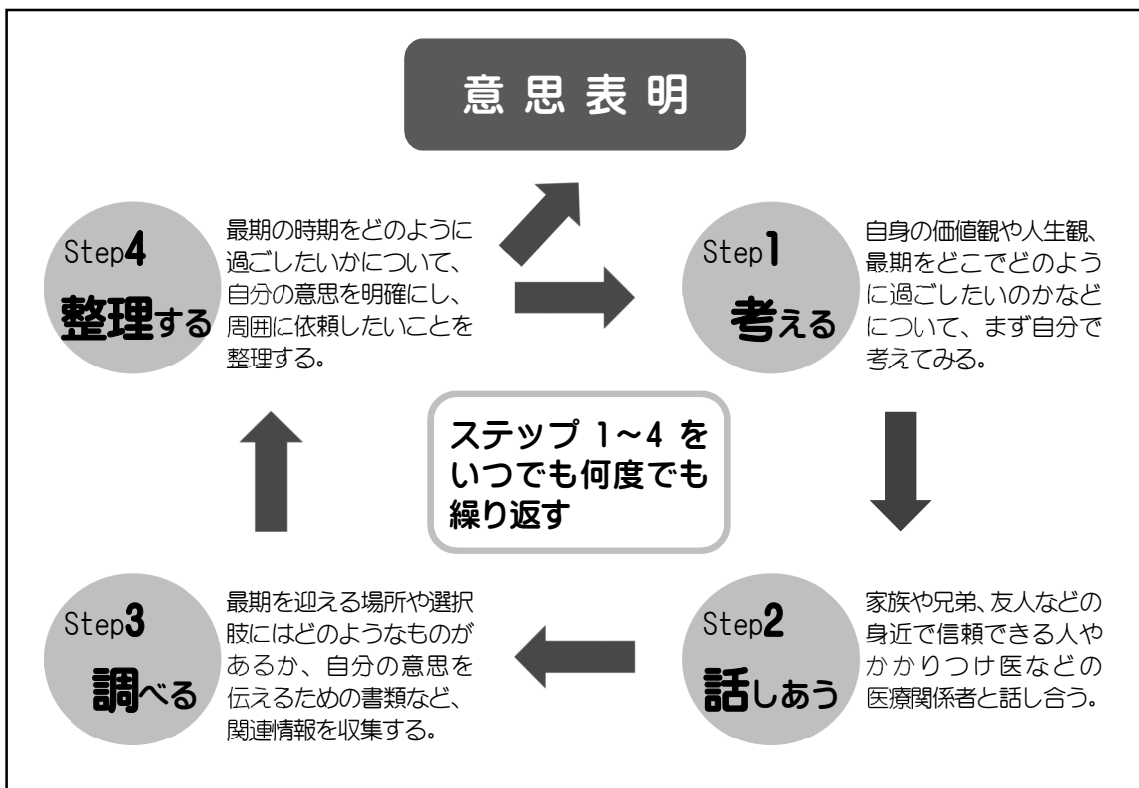 意思表明
Step4
整理する
最期の時期をどのように
過ごしたいかについて、
自分の意思を明確にし、
周囲に依頼したいことを
整理する。
Step1
考える
自身の価値観や人生観、
最期をどこでどのよう
に過ごしたいのかなど
について、まず自分で
考えてみる。
ステップ 1～4 を
いつでも何度でも
繰り返す
Step3
調べる
最期を迎える場所や選択
肢にはどのようなものが
あるか、自分の意思を
伝えるための書類など、
関連情報を収集する。
Step2
話しあう
家族や兄弟、友人などの
身近で信頼できる人や
かかりつけ医などの
医療関係者と話し合う。